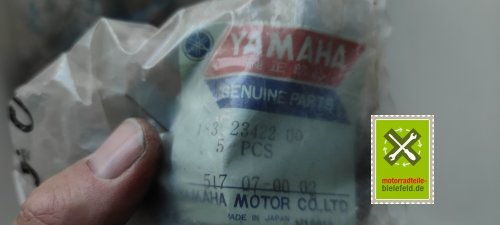 YAMAHA
GENUINE PARTS
183 23422 00
5 PCS
517 07-00 02
YAMAHA MOTOR CO.,LTD
MADE IN JAPAN
motorradteile-
bielefeld.de